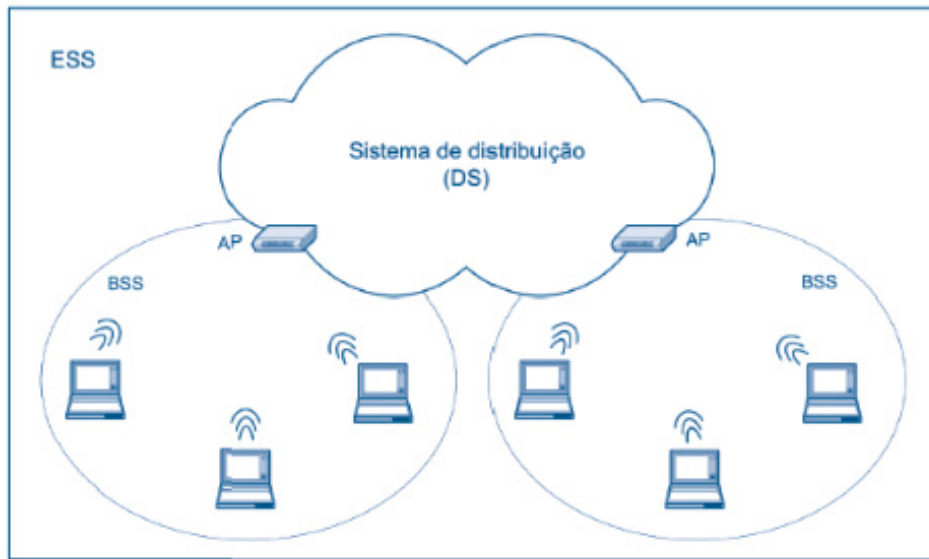 ESS
Sistema de distribuição
(DS)
AP
AP
BSS
BSS